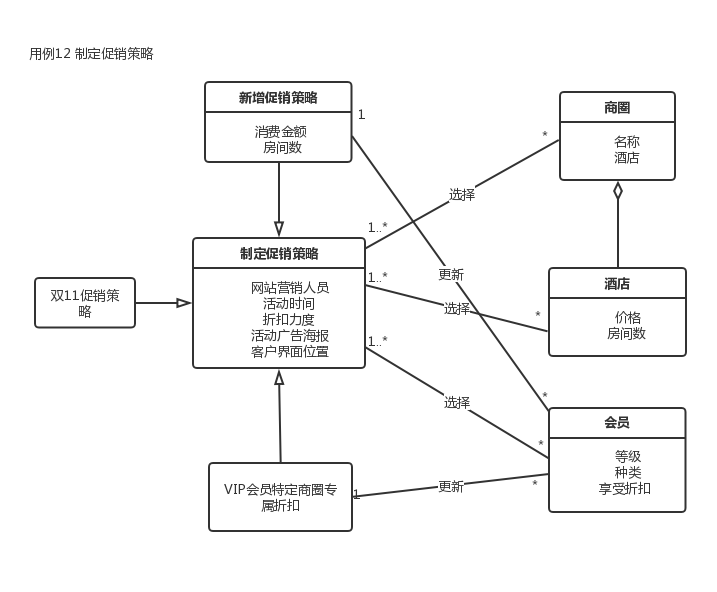 用例12 制定促销策略
新增促销策略
消费金额
房间数
1
商圈
名称
酒店
*
选择
1..*
制定促销策略
网站营销人员
活动时间
折扣力度
活动广告海报
客户界面位置
更新
1..*
选择
*
酒店
价格
房间数
双11促销策
略
1..*
选择
*
*
会员
等级
种类
享受折扣
VIP会员特定商圈专
属折扣
1
更新
*